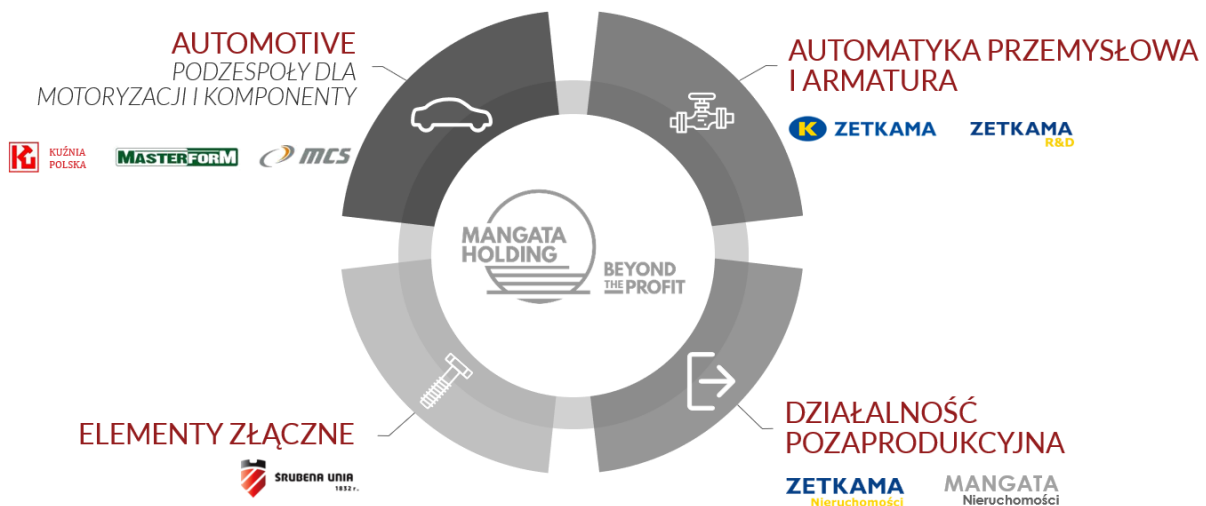 AUTOMOTIVE
PODZESPOŁY DLA
MOTORYZACJI I KOMPONENTY
KUŹNIA
POLSKA
MASTERFORM
MCS
AUTOMATYKA PRZEMYSŁOWA
I ARMATURA
K ZETKAMA
ZETKAMA
R&D
MANGATA
HOLDING
BEYOND
THE PROFIT
ELEMENTY ZŁĄCZNE
ŚRUBENA UNIA
1832 r.
DZIAŁALNOŚĆ
POZAPRODUKCYJNA
ZETKAMA
Nieruchomości
MANGATA
Nieruchomości